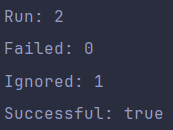 Run: 2
Failed: 0
Ignored: 1
Successful: true